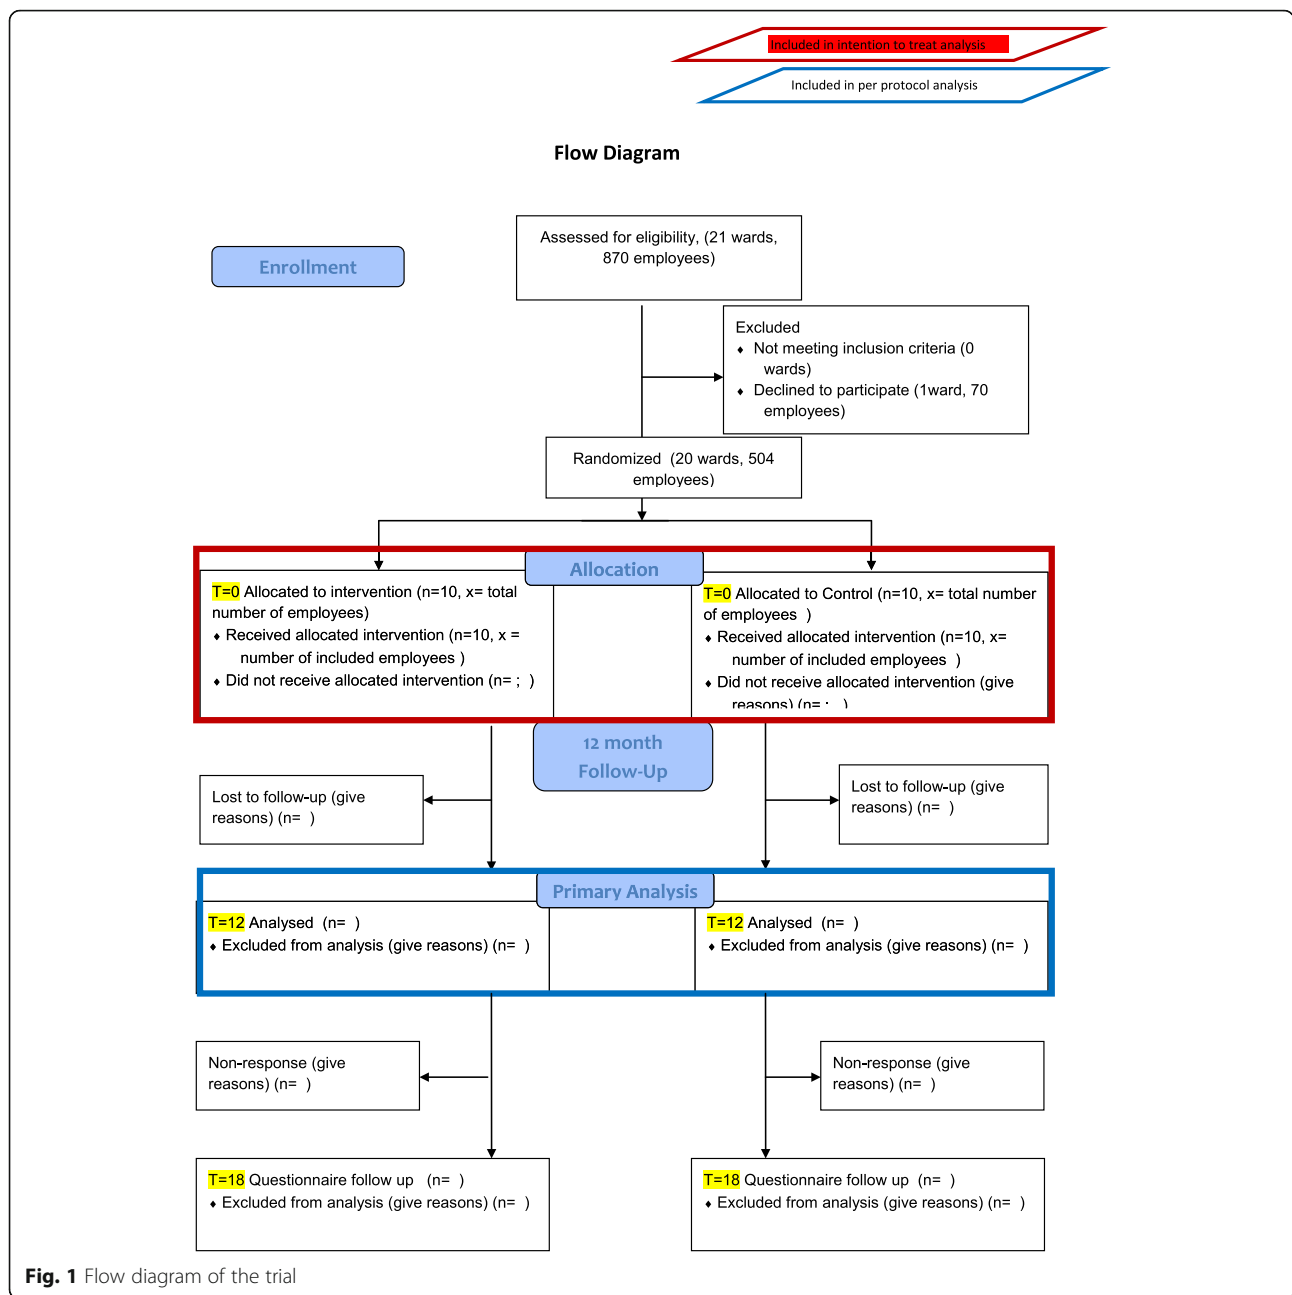 Included in intention to treat analysis
Included in per protocol analysis
Flow Diagram
Assessed for eligibility, (21 wards,
870 employees)
Enrollment
Excluded
♦ Not meeting inclusion criteria (0
wards)
♦ Declined to participate (1ward, 70
employees)
Randomized (20 wards, 504
employees)
Allocation
T=0 Allocated to intervention (n=10, x= total
number of employees)
♦ Received allocated intervention (n=10, x =
number of included employees )
♦ Did not receive allocated intervention (n= ; )
T=0 Allocated to Control (n=10, x= total number
of employees )
♦ Received allocated intervention (n=10, x=
number of included employees )
♦ Did not receive allocated intervention (give
reasons) (n= ; )
12 month
Follow-Up
Lost to follow-up (give
reasons) (n= )
Lost to follow-up (give
reasons) (n= )
Primary Analysis
T=12 Analysed (n= )
♦ Excluded from analysis (give reasons) (n= )
T=12 Analysed (n= )
♦ Excluded from analysis (give reasons) (n= )
Non-response (give
reasons) (n= )
Non-response (give
reasons) (n= )
T=18 Questionnaire follow up (n= )
♦ Excluded from analysis (give reasons) (n= )
T=18 Questionnaire follow up (n= )
♦ Excluded from analysis (give reasons) (n= )
Fig. 1 Flow diagram of the trial